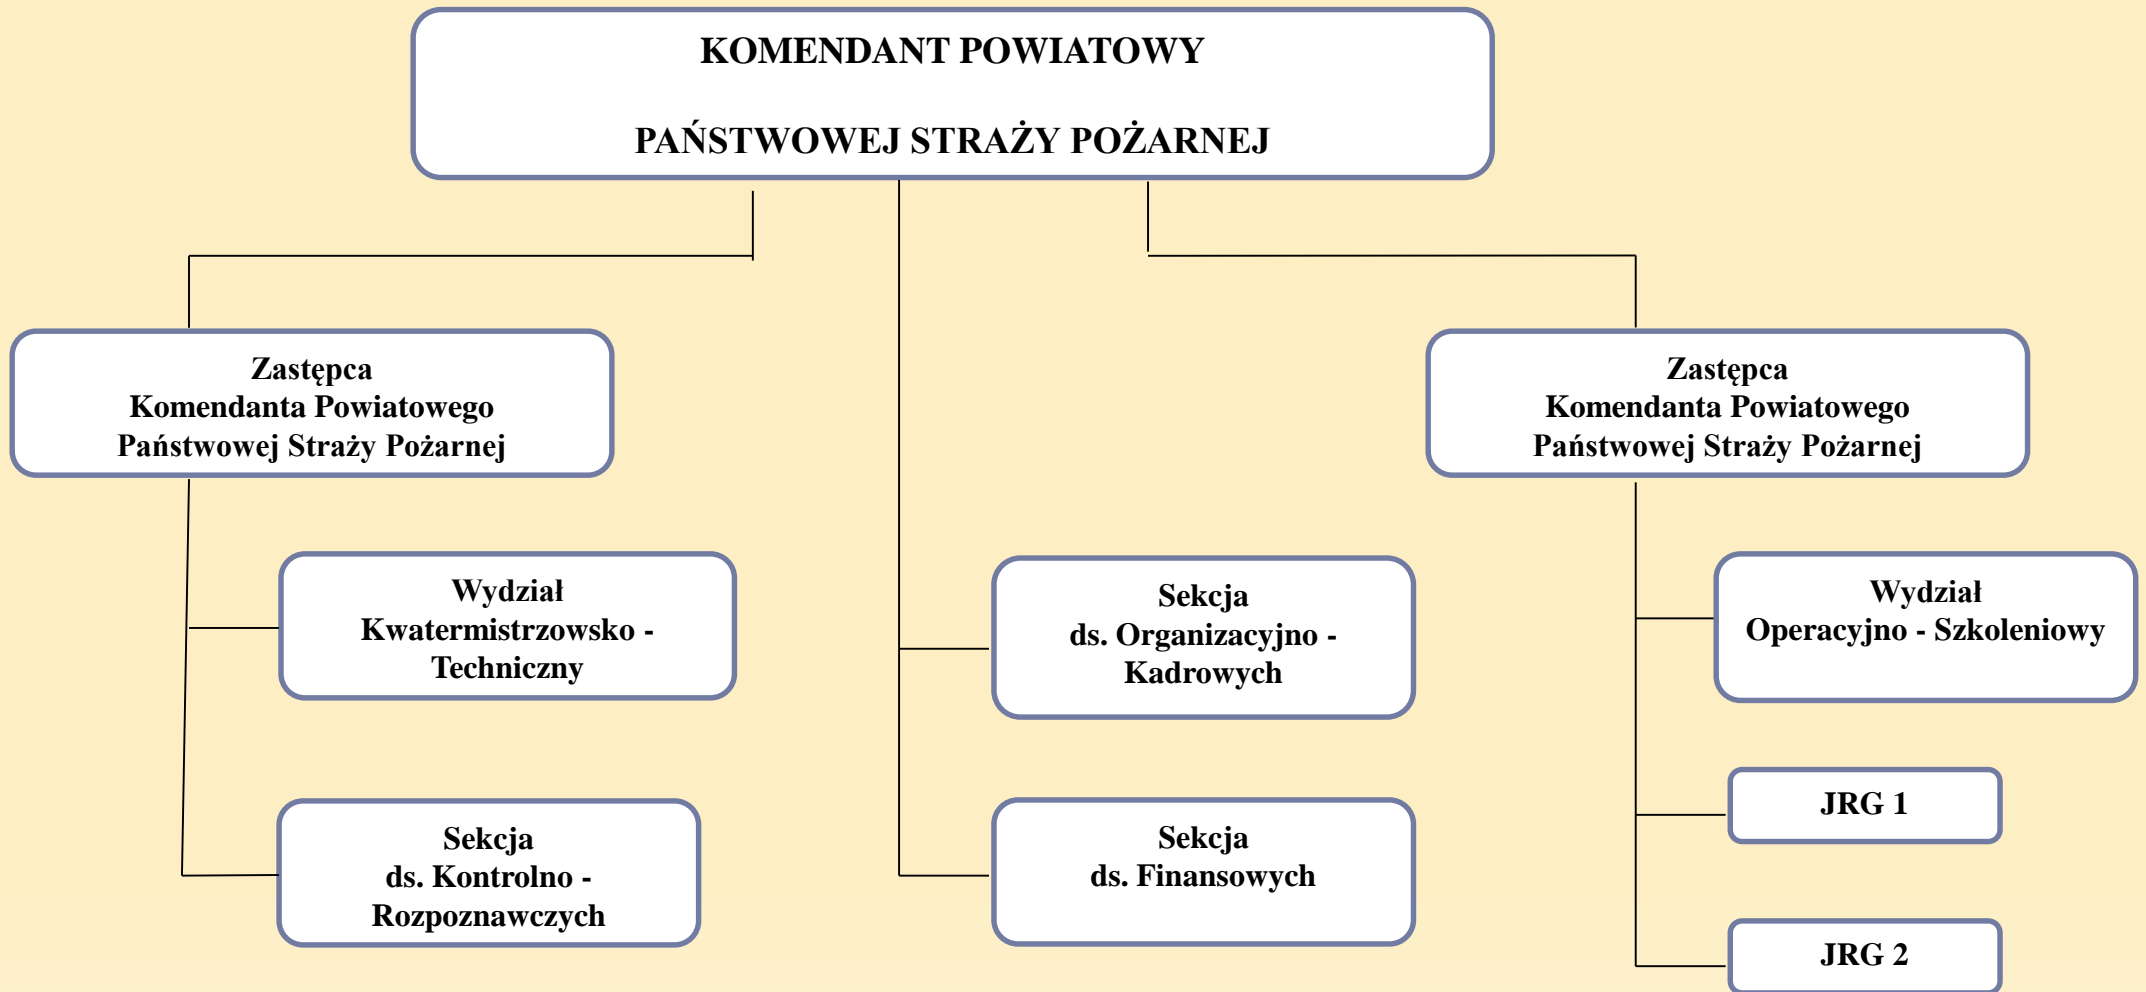 KOMENDANT POWIATOWY
PAŃSTWOWEJ STRAŻY POŻARNEJ
Zastępca
Komendanta Powiatowego
Państwowej Straży Pożarnej
Zastępca
Komendanta Powiatowego
Państwowej Straży Pożarnej
Wydział
Kwatermistrzowsko -
Techniczny
Sekcja
ds. Organizacyjno -
Kadrowych
Wydział
Operacyjno - Szkoleniowy
Sekcja
ds. Kontrolno -
Rozpoznawczych
Sekcja
ds. Finansowych
JRG 1
JRG 2